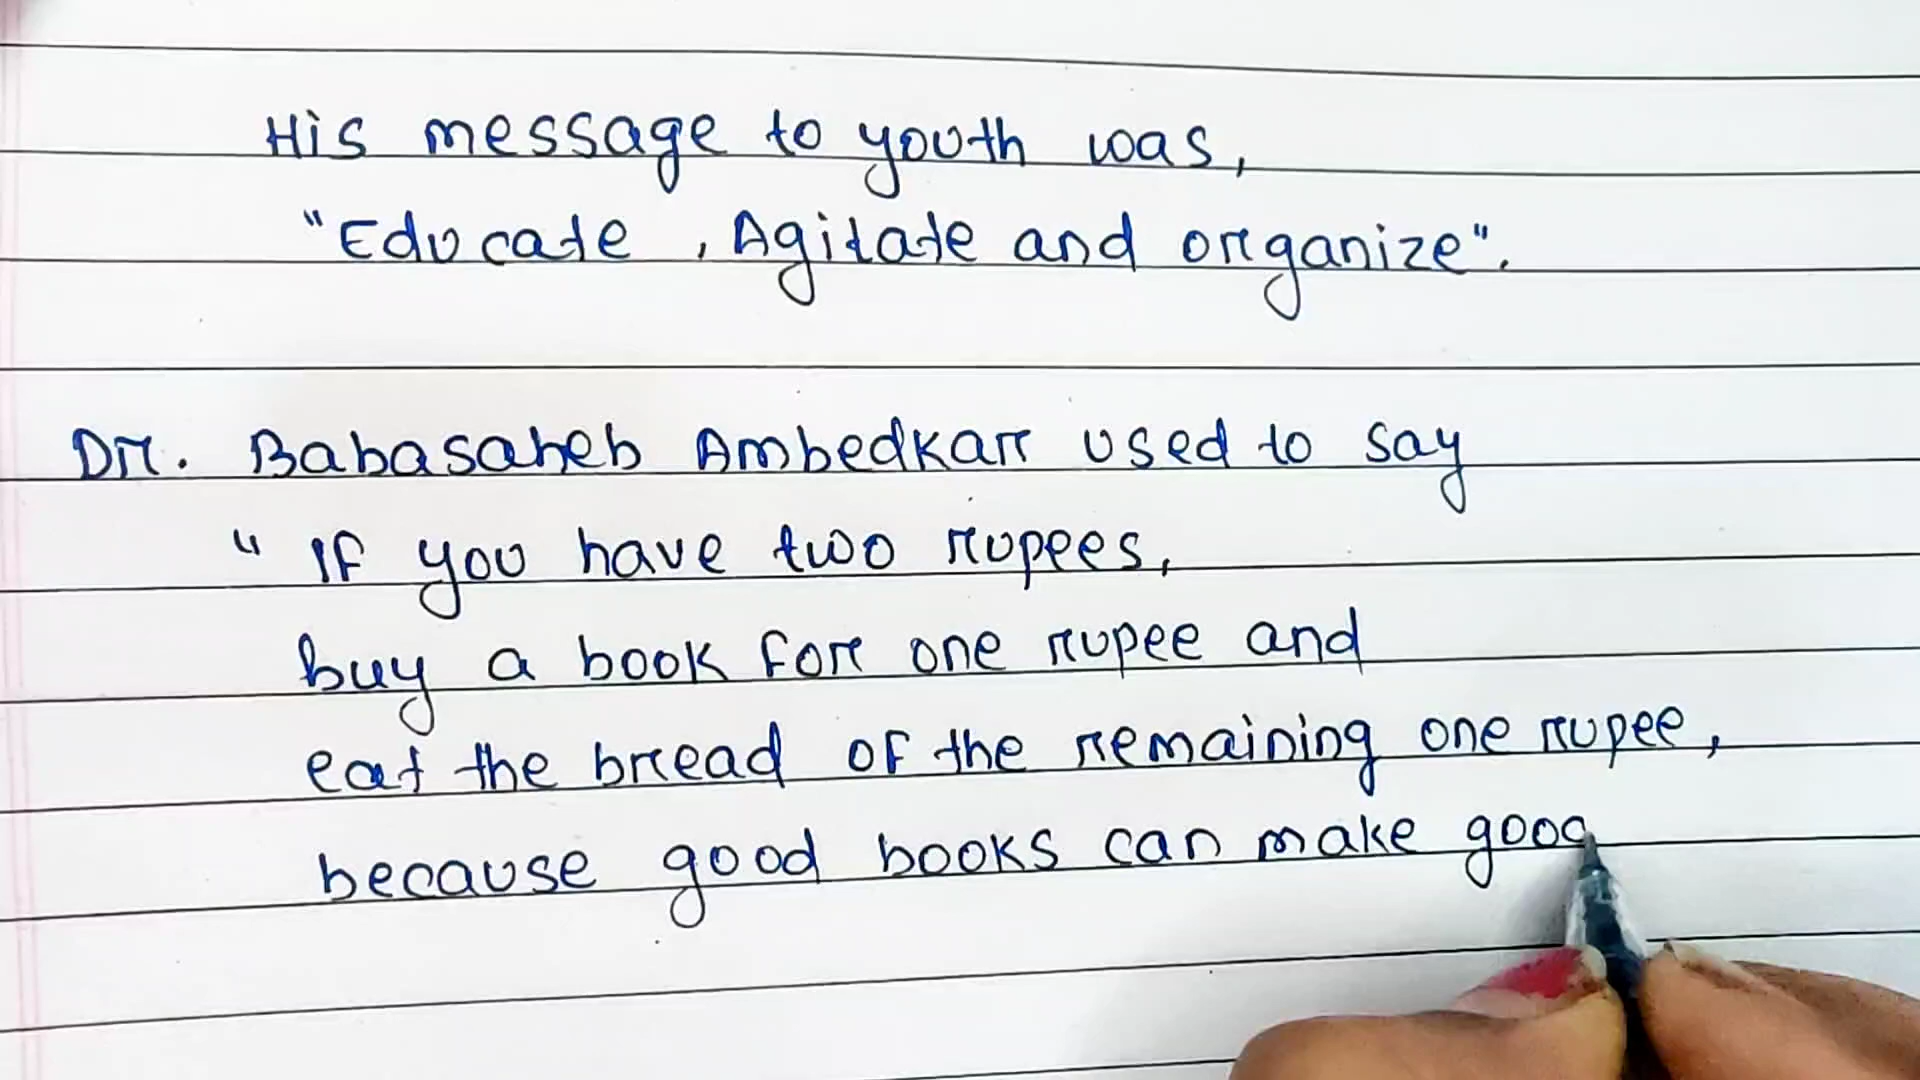 His message to youth was,
"Educate, Agitate and organize".
Dr. Babasaheb Ambedkar used to say
"If you have two rupees,
buy a book for one rupee and
eat the bread of the remaining one rupee,
because good books can make good